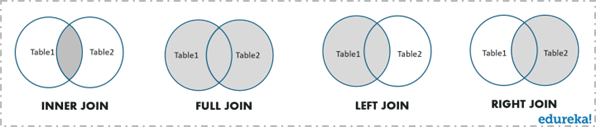 Table1 Table2 Table1 Table2 Table1 Table2 Table1 Table2
INNER JOIN FULL JOIN LEFT JOIN RIGHT JOIN
edureka!